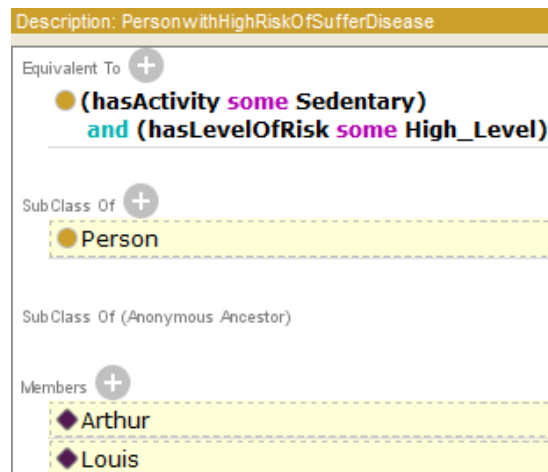 Description: PersonwithHighRiskOfSufferDisease
Equivalent To
(hasActivity some Sedentary)
and (hasLevelOfRisk some High_Level)
SubClass Of
Person
SubClass Of (Anonymous Ancestor)
Members
Arthur
Louis